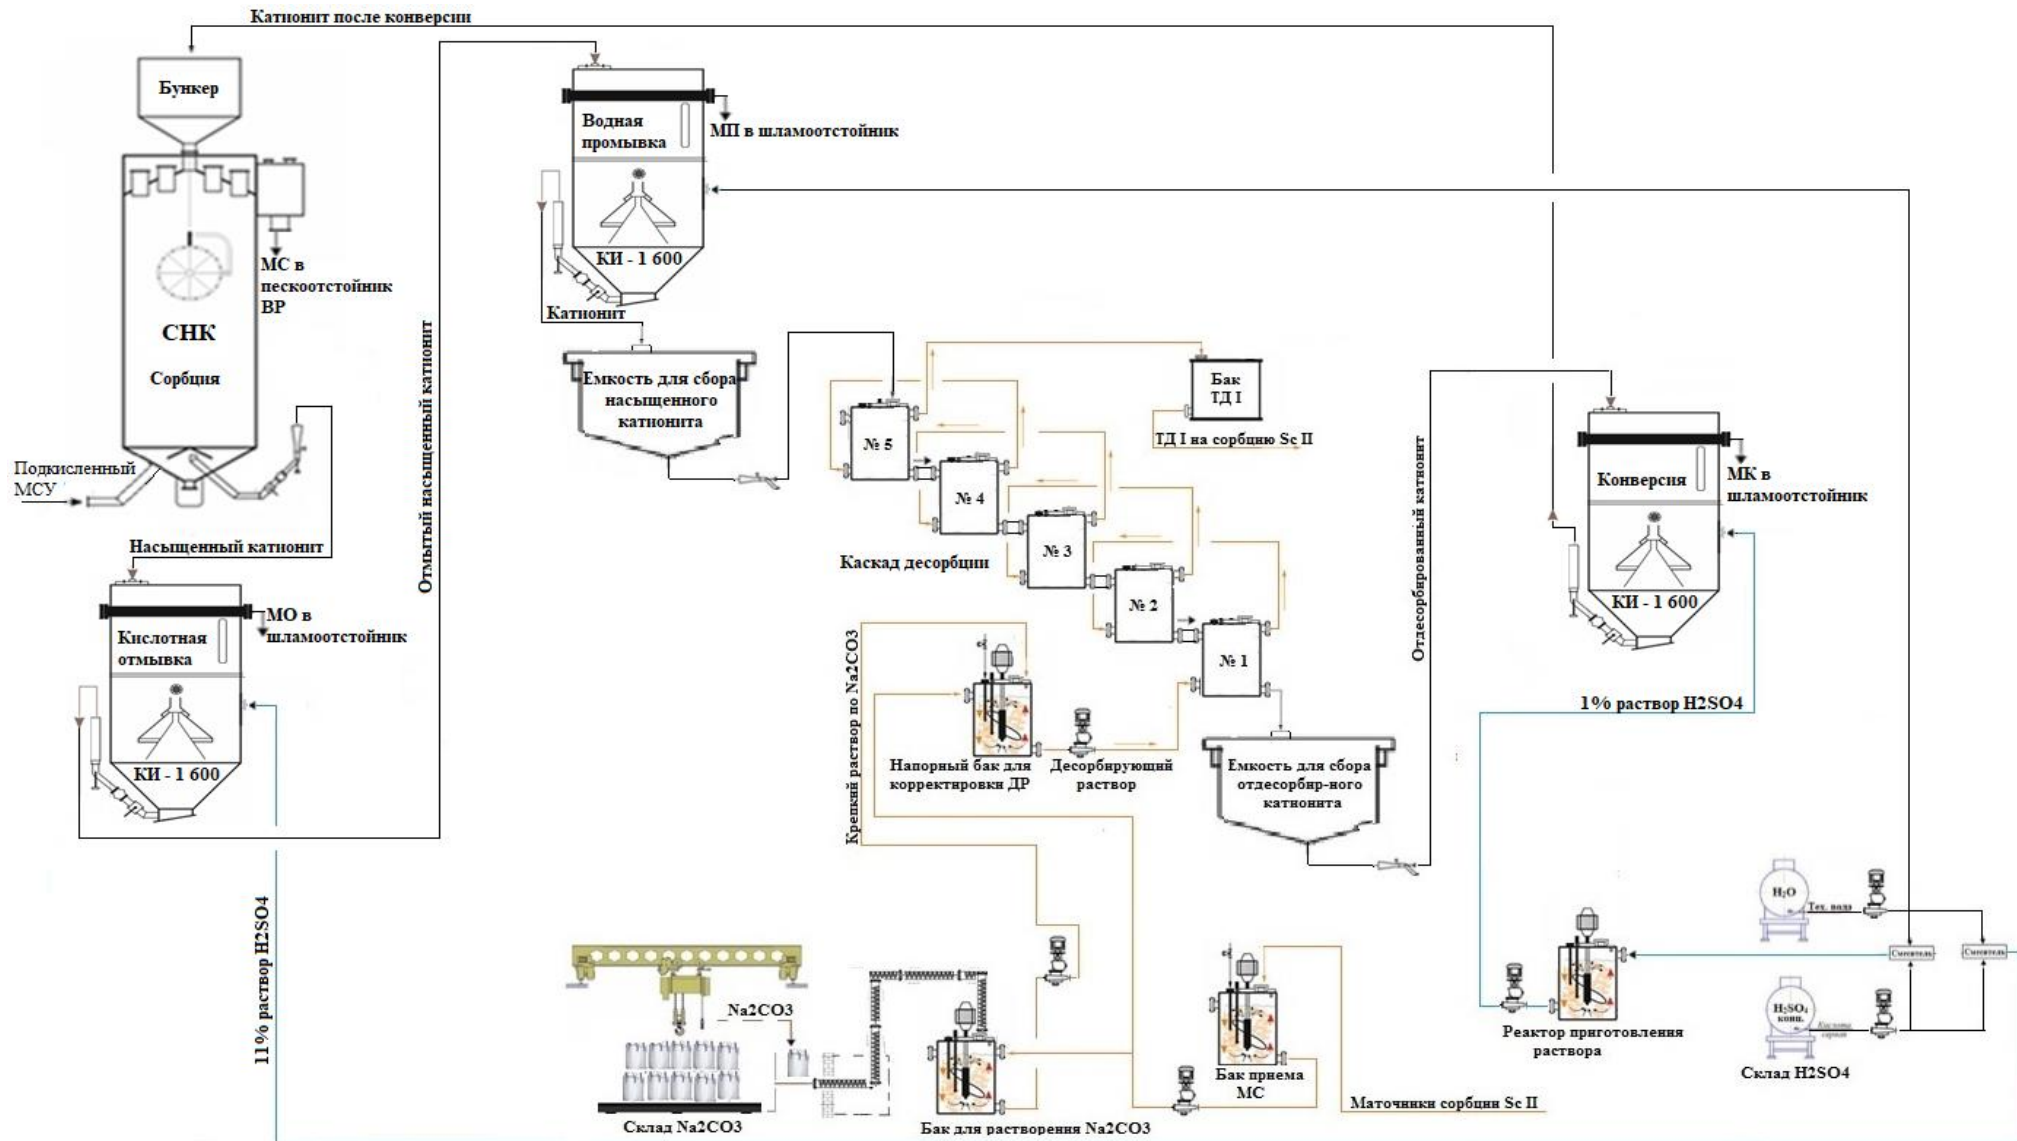 Катионит после конверсии
Бункер
МС в
пескоотстойник
ВР
СНК
Сорбция
Подкисленный
МСУ
Насыщенный катионит
МО в
шламоотстойник
Кислотная
отмывка
КИ - 1 600
11% раствор H2SO4
Отмытый насыщенный катионит
Водная
промывка
МП в шламоотстойник
КИ - 1 600
Катионит
Емкость для сбора
насыщенного
катионита
№ 5
№ 4
№ 3
№ 2
№ 1
Каскад десорбции
Бак
ТД I
ТД I на сорбцию Sc II
Крепкий раствор по Na2CO3
Напорный бак для
корректировки ДР
Десорбирующий
раствор
Емкость для сбора
отдесорбир-ного
катионита
Отдесорбированный катионит
Конверсия
МК в
шламоотстойник
КИ - 1 600
1% раствор H2SO4
Na2CO3
Склад Na2CO3
Бак для растворения Na2CO3
Бак приема
МС
Маточники сорбции Sc II
Реактор приготовления
раствора
H2O
Тех. вода
Смеситель
Смеситель
H2SO4
конц.
Кислота
серная
Склад H2SO4